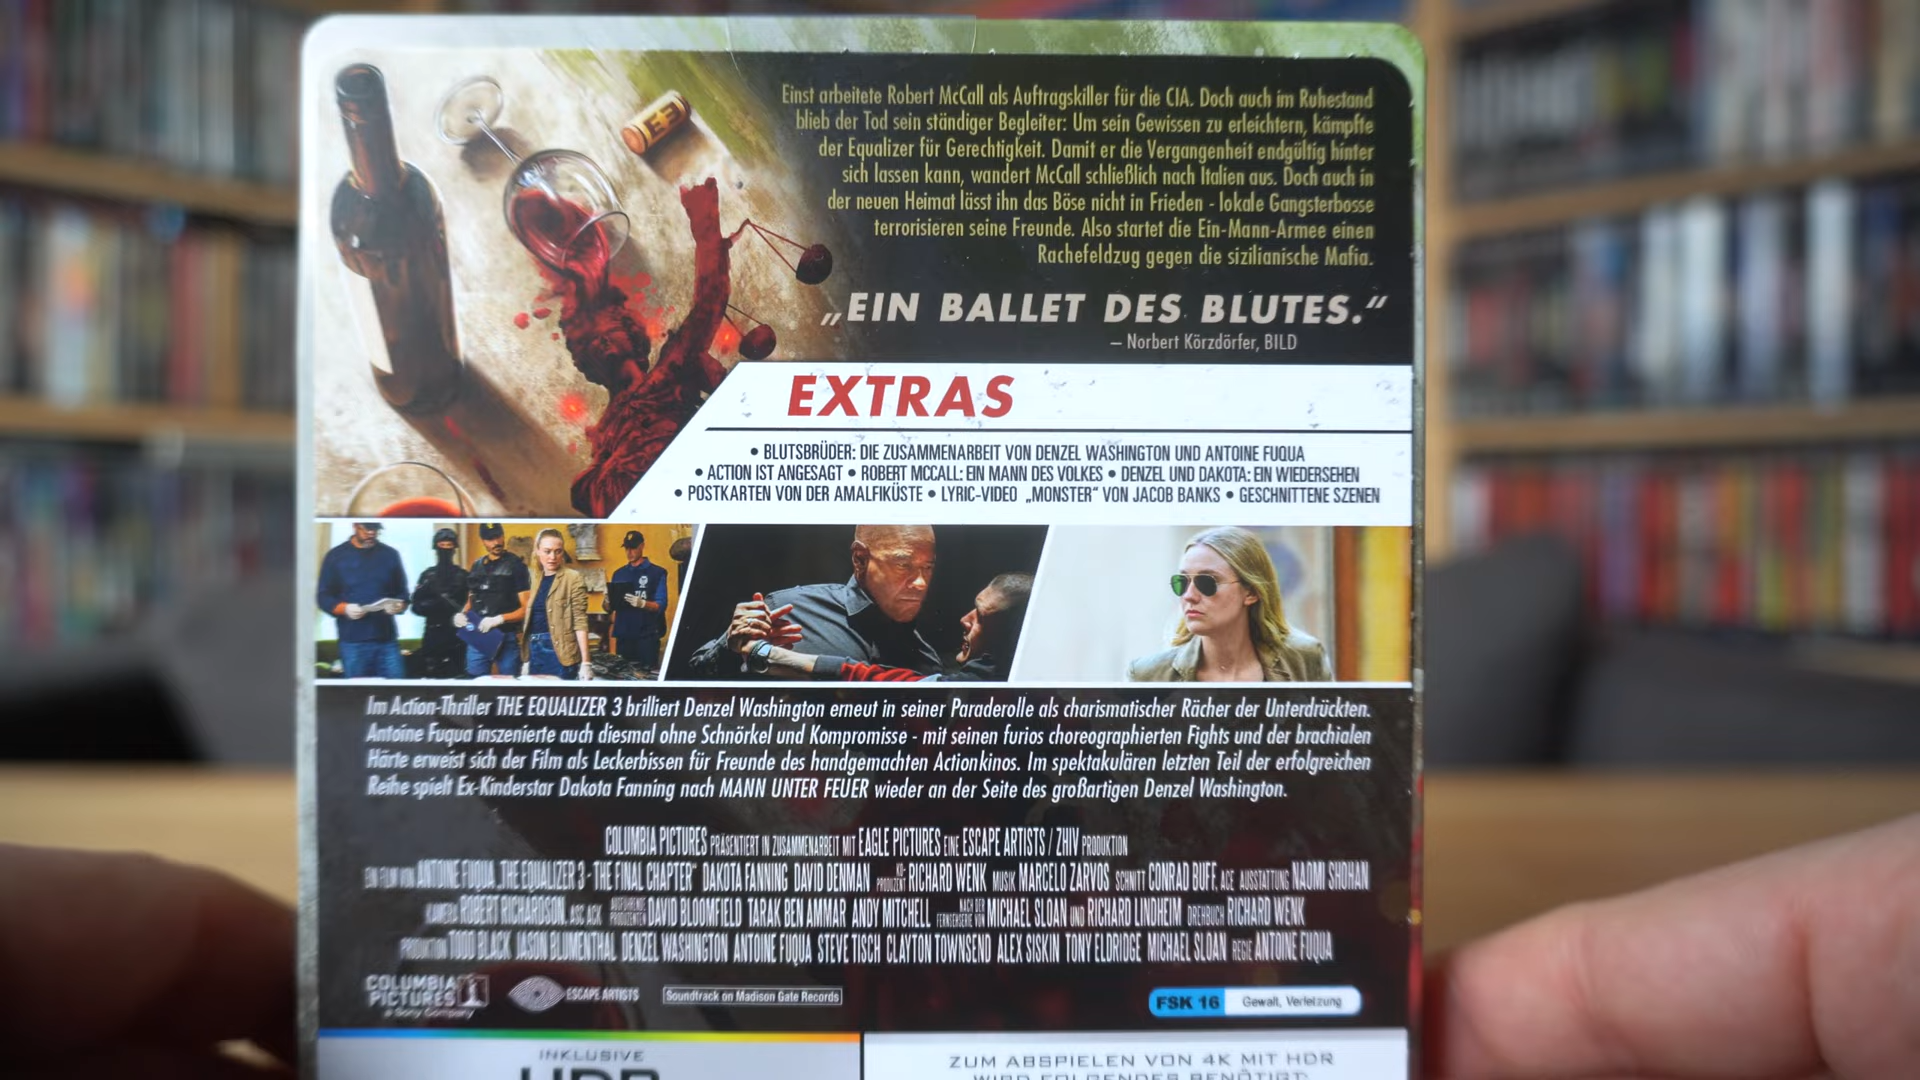 Einst arbeitete Robert McCall als Auftragskiller für die CIA. Doch auch im Ruhestand
blieb der Tod sein ständiger Begleiter: Um sein Gewissen zu erleichtern, kämpfte
der Equalizer für Gerechtigkeit. Damit er die Vergangenheit endgültig hinter
sich lassen kann, wandert McCall schließlich nach Italien aus. Doch auch in
der neuen Heimat lässt ihn das Böse nicht in Frieden - lokale Gangsterbosse
terrorisieren seine Freunde. Also startet die Ein-Mann-Armee einen
Rachefeldzug gegen die sizilianische Mafia.
„EIN BALLET DES BLUTES.“
– Norbert Körzdörfer, BILD
EXTRAS
• BLUTSBRÜDER: DIE ZUSAMMENARBEIT VON DENZEL WASHINGTON UND ANTOINE FUQUA
• ACTION IST ANGESAGT • ROBERT MCCALL: EIN MANN DES VOLKES • DENZEL UND DAKOTA: EIN WIEDERSEHEN
• POSTKARTEN VON DER AMALFIKÜSTE • LYRIC-VIDEO „MONSTER“ VON JACOB BANKS • GESCHNITTENE SZENEN
Im Action-Thriller THE EQUALIZER 3 brilliert Denzel Washington erneut in seiner Paraderolle als charismatischer Rächer der Unterdrückten.
Antoine Fuqua inszenierte auch diesmal ohne Schnörkel und Kompromisse - mit seinen furios choreographierten Fights und der brachialen
Härte erweist sich der Film als Leckerbissen für Freunde des handgemachten Actionkinos. Im spektakulären letzten Teil der erfolgreichen
Reihe spielt Ex-Kinderstar Dakota Fanning nach MANN UNTER FEUER wieder an der Seite des großartigen Denzel Washington.
COLUMBIA PICTURES PRÄSENTIERT IN ZUSAMMENARBEIT MIT EAGLE PICTURES EINE ESCAPE ARTISTS / ZHIV PRODUKTION
EIN FILM VON ANTOINE FUQUA „THE EQUALIZER 3 - THE FINAL CHAPTER“ DAKOTA FANNING DAVID DENMAN KO-PRODUZENT RICHARD WENK MUSIK MARCELO ZARVOS SCHNITT CONRAD BUFF, ACE AUSSTATTUNG NAOMI SHOHAN
KAMERA ROBERT RICHARDSON, ASC AUSFÜHRENDE PRODUZENTEN DAVID BLOOMFIELD TARAK BEN AMMAR ANDY MITCHELL NACH DER FERNSEHSERIE VON MICHAEL SLOAN UND RICHARD LINDHEIM DREHBUCH RICHARD WENK
PRODUKTION TODD BLACK JASON BLUMENTHAL DENZEL WASHINGTON ANTOINE FUQUA STEVE TISCH CLAYTON TOWNSEND ALEX SISKIN TONY ELDRIDGE MICHAEL SLOAN REGIE ANTOINE FUQUA
COLUMBIA
PICTURES
a Sony Company
ESCAPE ARTISTS
Soundtrack on Madison Gate Records
FSK 16 Gewalt, Verletzung
INKLUSIVE
HDR
ZUM ABSPIELEN VON 4K MIT HDR
WIRD FOLGENDES BENÖTIGT: